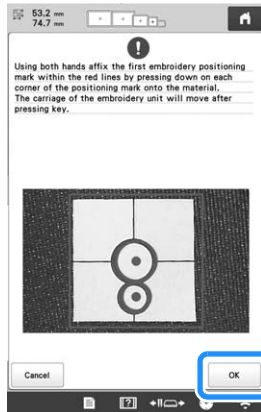 53.2 mm
74.7 mm
Using both hands affix the first embroidery positioning
mark within the red lines by pressing down on each
corner of the positioning mark onto the material.
The carriage of the embroidery unit will move after
pressing key.
Cancel
OK